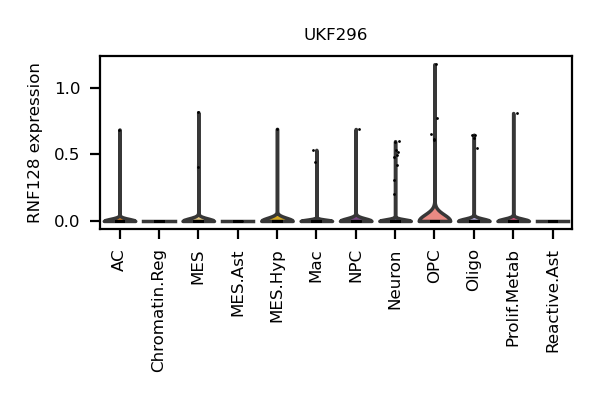 UKF296
RNF128 expression
1.0
0.5
0.0
AC
Chromatin.Reg
MES
MES.Ast
MES.Hyp
Mac
NPC
Neuron
OPC
Oligo
Prolif.Metab
Reactive.Ast